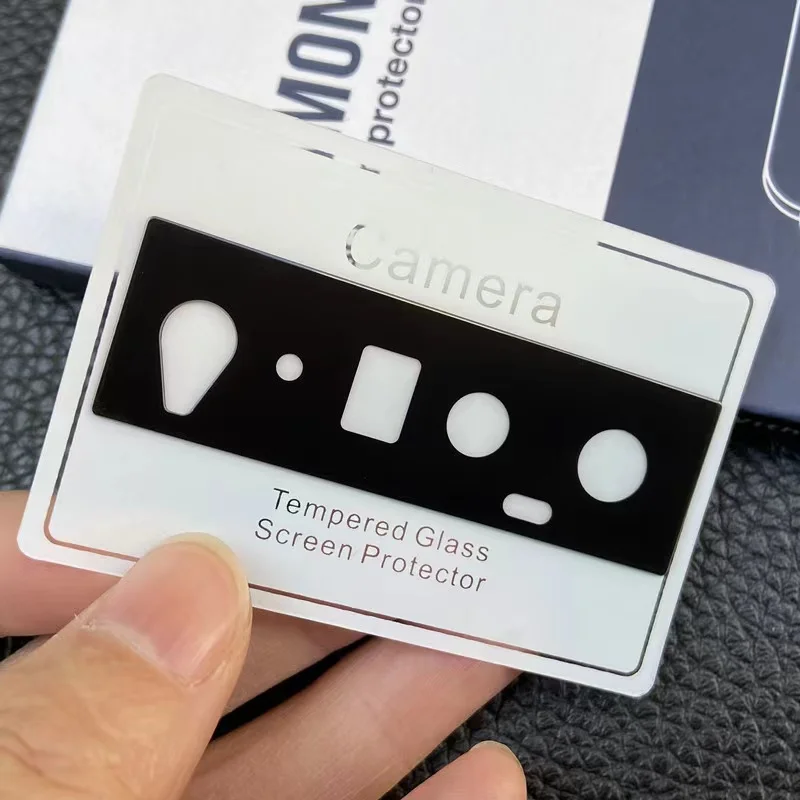 MON
protector
Camera
Tempered Glass
Screen Protector